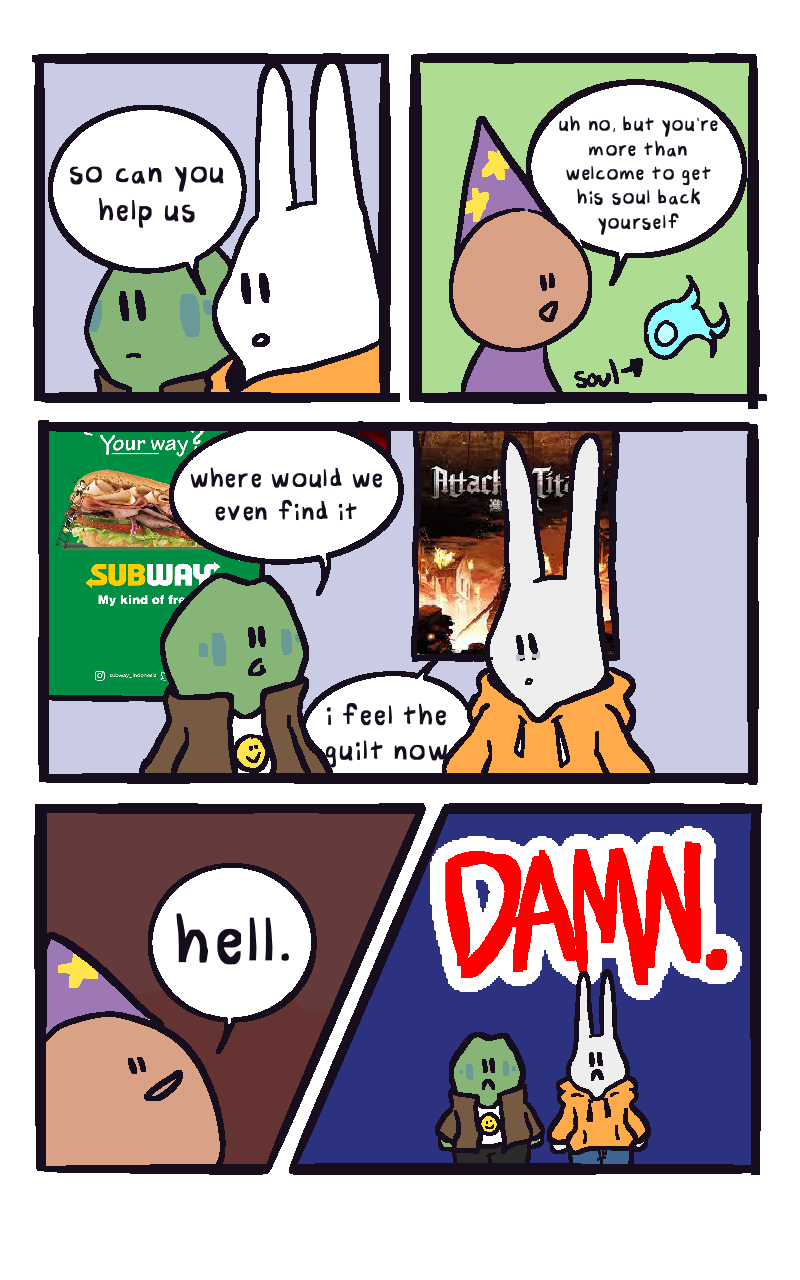 so can you
help us
uh no, but you're
more than
welcome to get
his soul back
yourself
soul
Your way?
SUBWAY
My kind of fre
subway_indonesia
where would we
even find it
Attack Tita
i feel the
guilt now
hell.
DAMN.